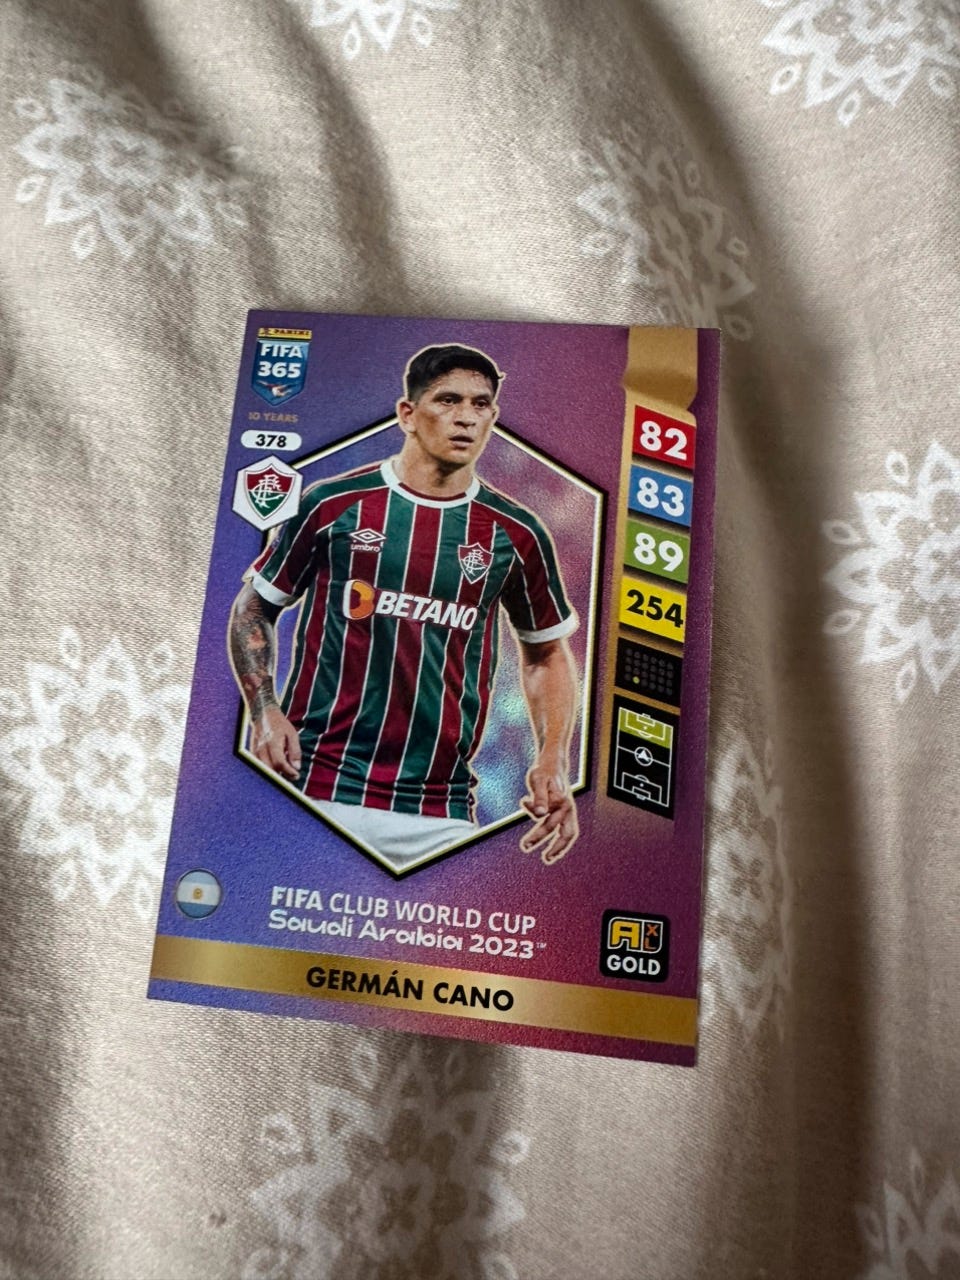 PANINI
FIFA
365
10 YEARS
378
82
83
89
254
umbro
BETANO
FIFA CLUB WORLD CUP
Saudi Arabia 2023™
A XL
GOLD
GERMÁN CANO